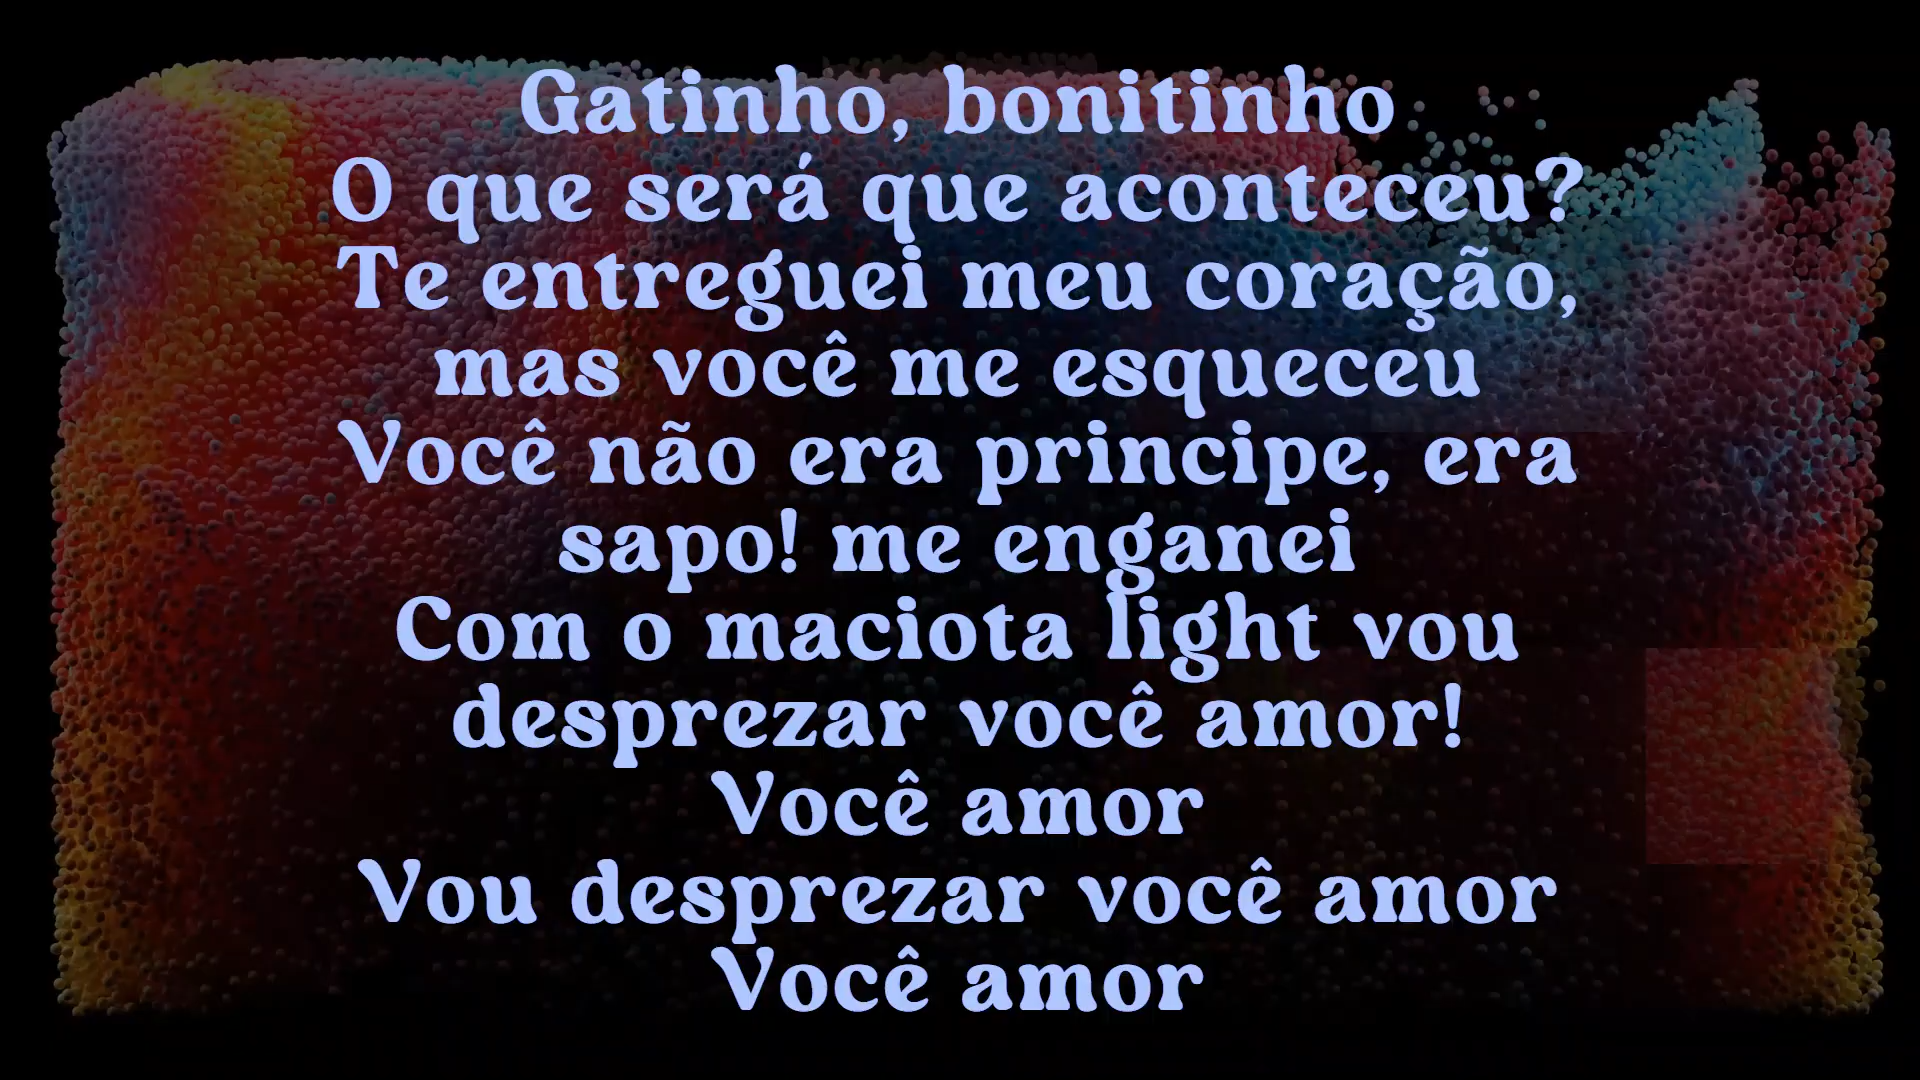 Gatinho, bonitinho
O que será que aconteceu?
Te entreguei meu coração,
mas você me esqueceu
Você não era principe, era
sapo! me enganei
Com o maciota light vou
desprezar você amor!
Você amor
Vou desprezar você amor
Você amor